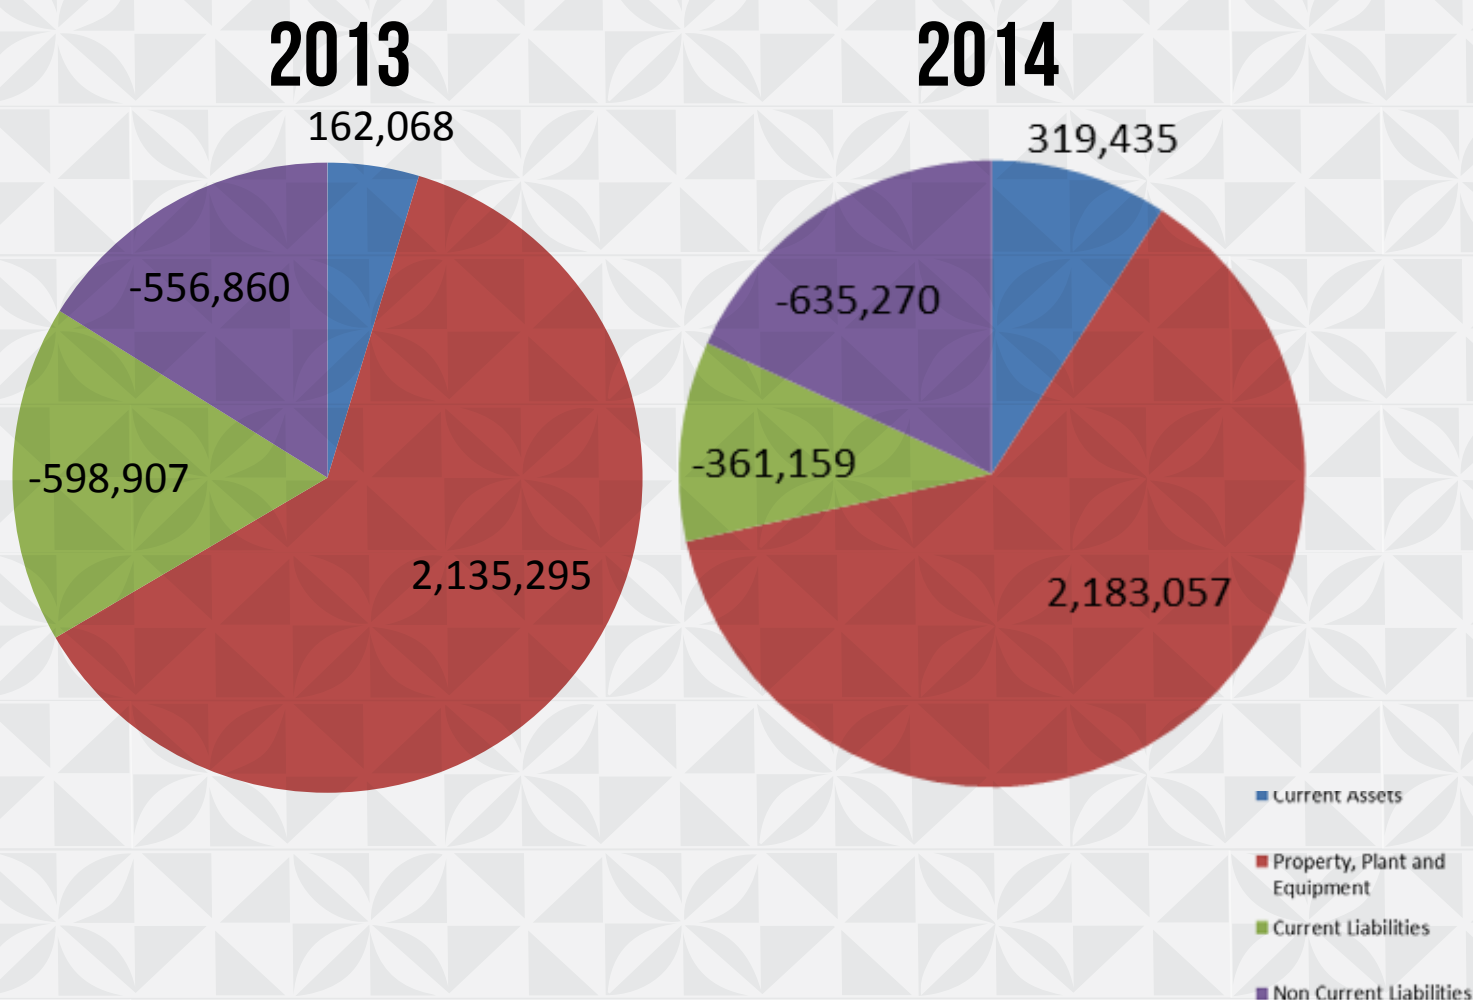 2013
2014
162,068
319,435
-556,860
-635,270
-598,907
-361,159
2,135,295
2,183,057
Current Assets
Property, Plant and
Equipment
Current Liabilities
Non Current Liabilities